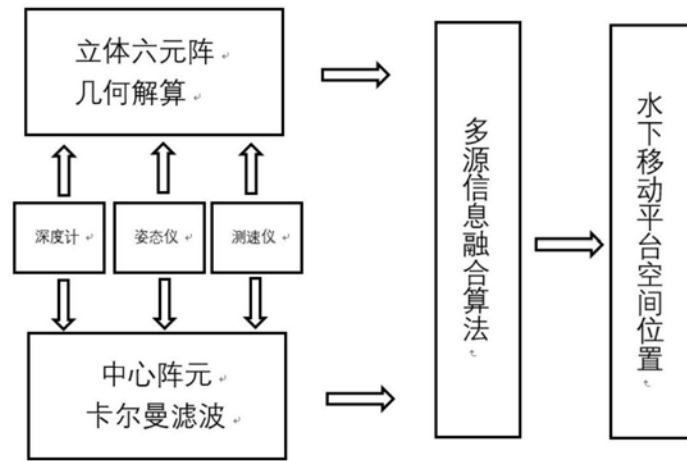 立体六元阵
几何解算
深度计
姿态仪
测速仪
中心阵元
卡尔曼滤波
多源信息融合算法
水下移动平台空间位置